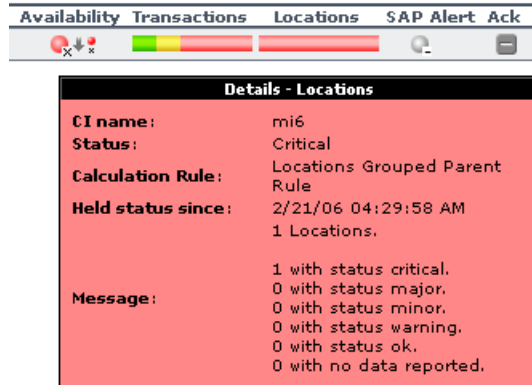 Availability Transactions Locations SAP Alert Ack
Details - Locations
CI name: mi6
Status: Critical
Calculation Rule: Locations Grouped Parent
Rule
Held status since: 2/21/06 04:29:58 AM
1 Locations.
1 with status critical.
0 with status major.
Message: 0 with status minor.
0 with status warning.
0 with status ok.
0 with no data reported.